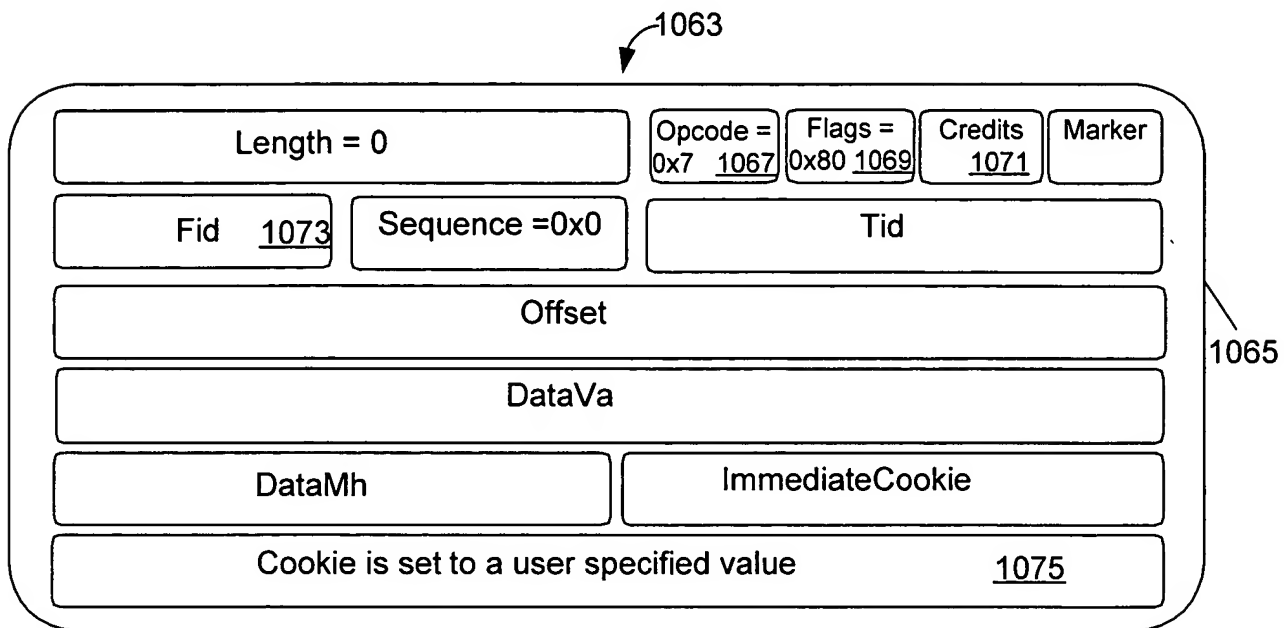 1063
Length = 0
Opcode =
0x7 1067
Flags =
0x80 1069
Credits
1071
Marker
Fid 1073
Sequence =0x0
Tid
Offset
1065
DataVa
DataMh
ImmediateCookie
Cookie is set to a user specified value 1075